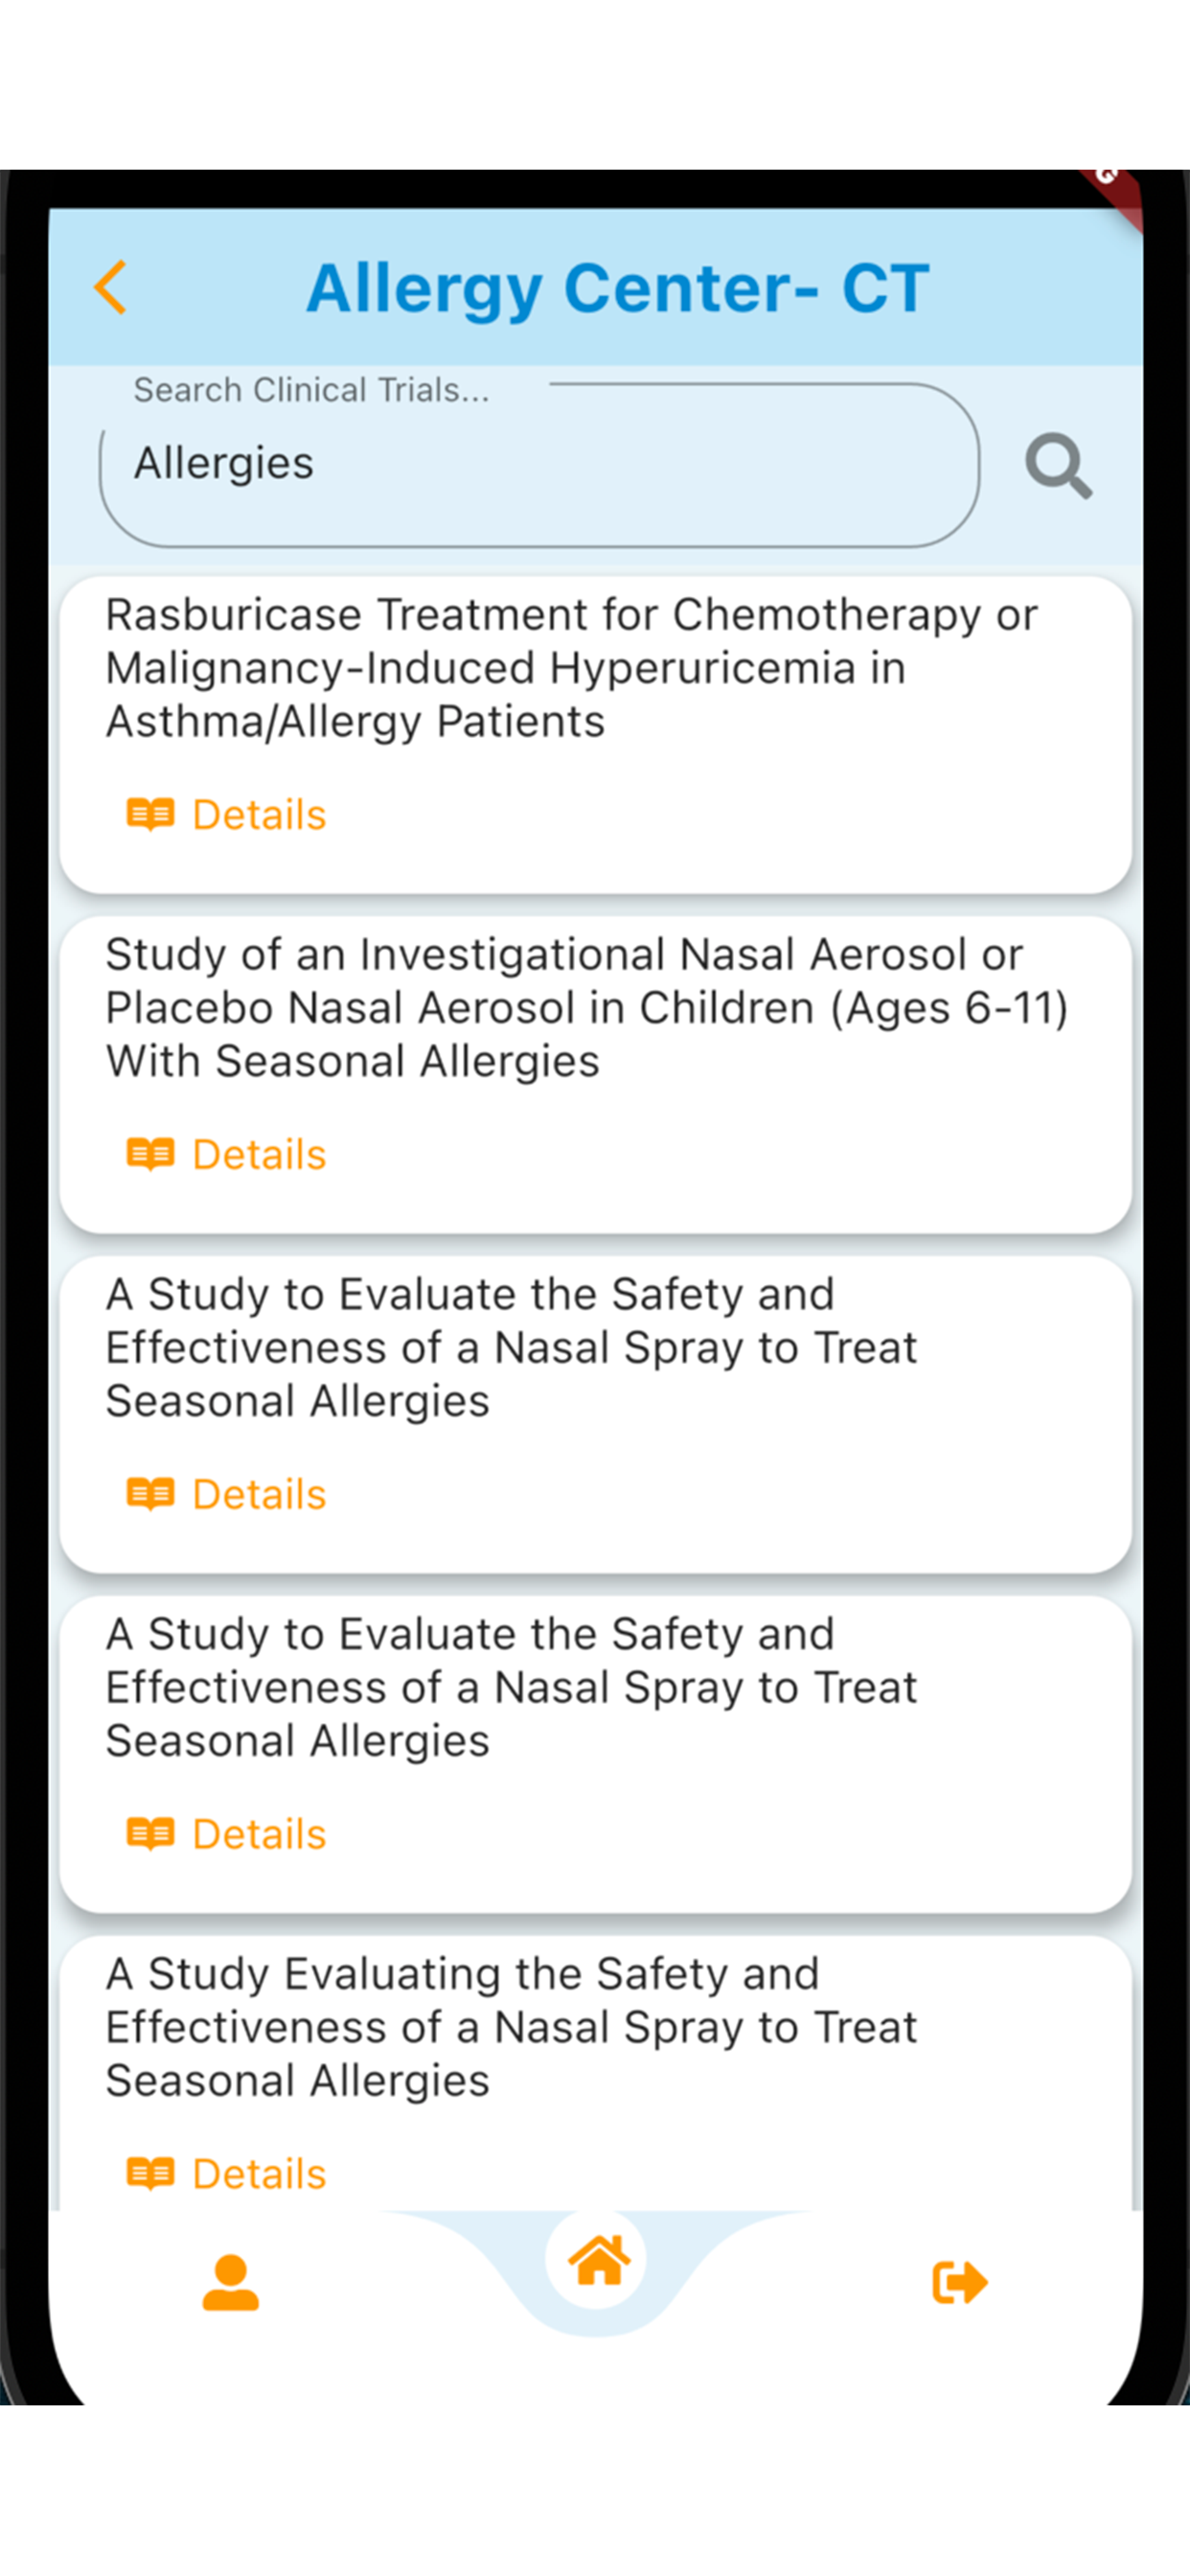 Allergy Center- CT
Search Clinical Trials...
Allergies
Rasburicase Treatment for Chemotherapy or
Malignancy-Induced Hyperuricemia in
Asthma/Allergy Patients
Details
Study of an Investigational Nasal Aerosol or
Placebo Nasal Aerosol in Children (Ages 6-11)
With Seasonal Allergies
Details
A Study to Evaluate the Safety and
Effectiveness of a Nasal Spray to Treat
Seasonal Allergies
Details
A Study to Evaluate the Safety and
Effectiveness of a Nasal Spray to Treat
Seasonal Allergies
Details
A Study Evaluating the Safety and
Effectiveness of a Nasal Spray to Treat
Seasonal Allergies
Details